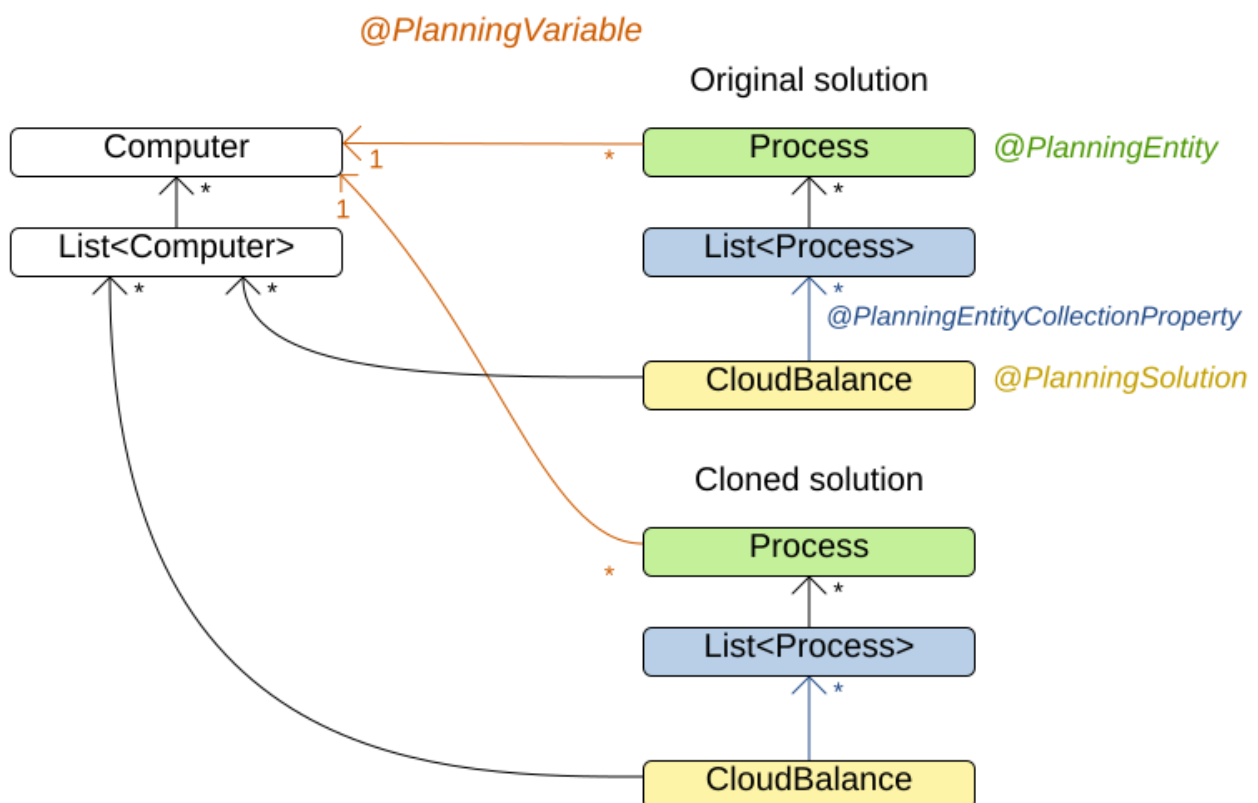 @PlanningVariable
Original solution
Computer
1
*
Process
@PlanningEntity
*
1
*
List<Computer>
List<Process>
*
*
*
@PlanningEntityCollectionProperty
CloudBalance
@PlanningSolution
Cloned solution
Process
*
*
List<Process>
*
CloudBalance